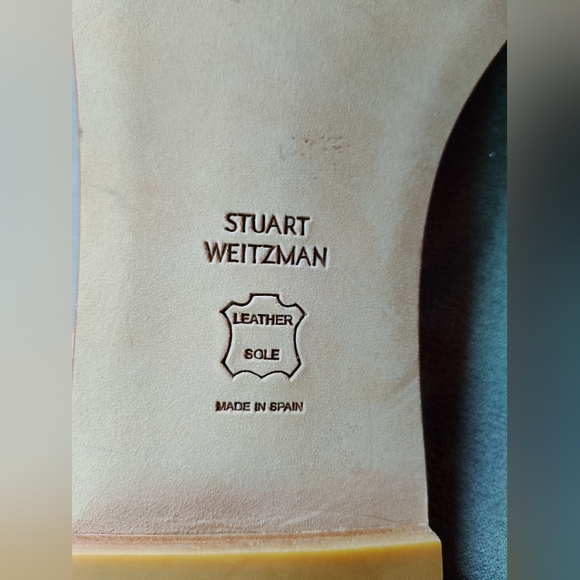 STUART
WEITZMAN
LEATHER
SOLE
MADE IN SPAIN